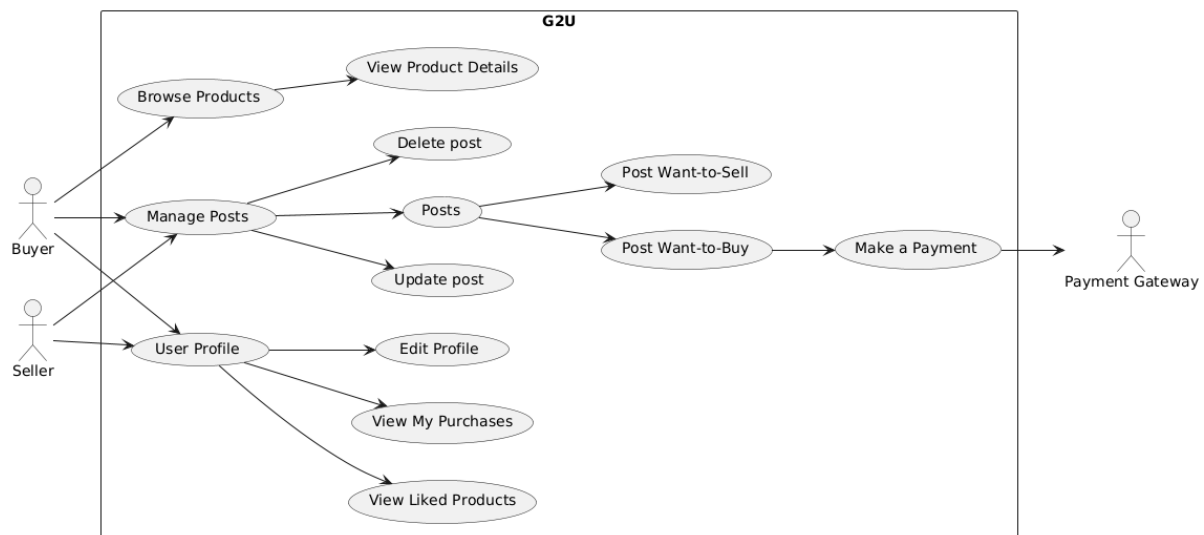 G2U
View Product Details
Browse Products
Delete post
Post Want-to-Sell
Posts
Manage Posts
Buyer
Post Want-to-Buy
Make a Payment
Payment Gateway
Update post
User Profile
Edit Profile
Seller
View My Purchases
View Liked Products